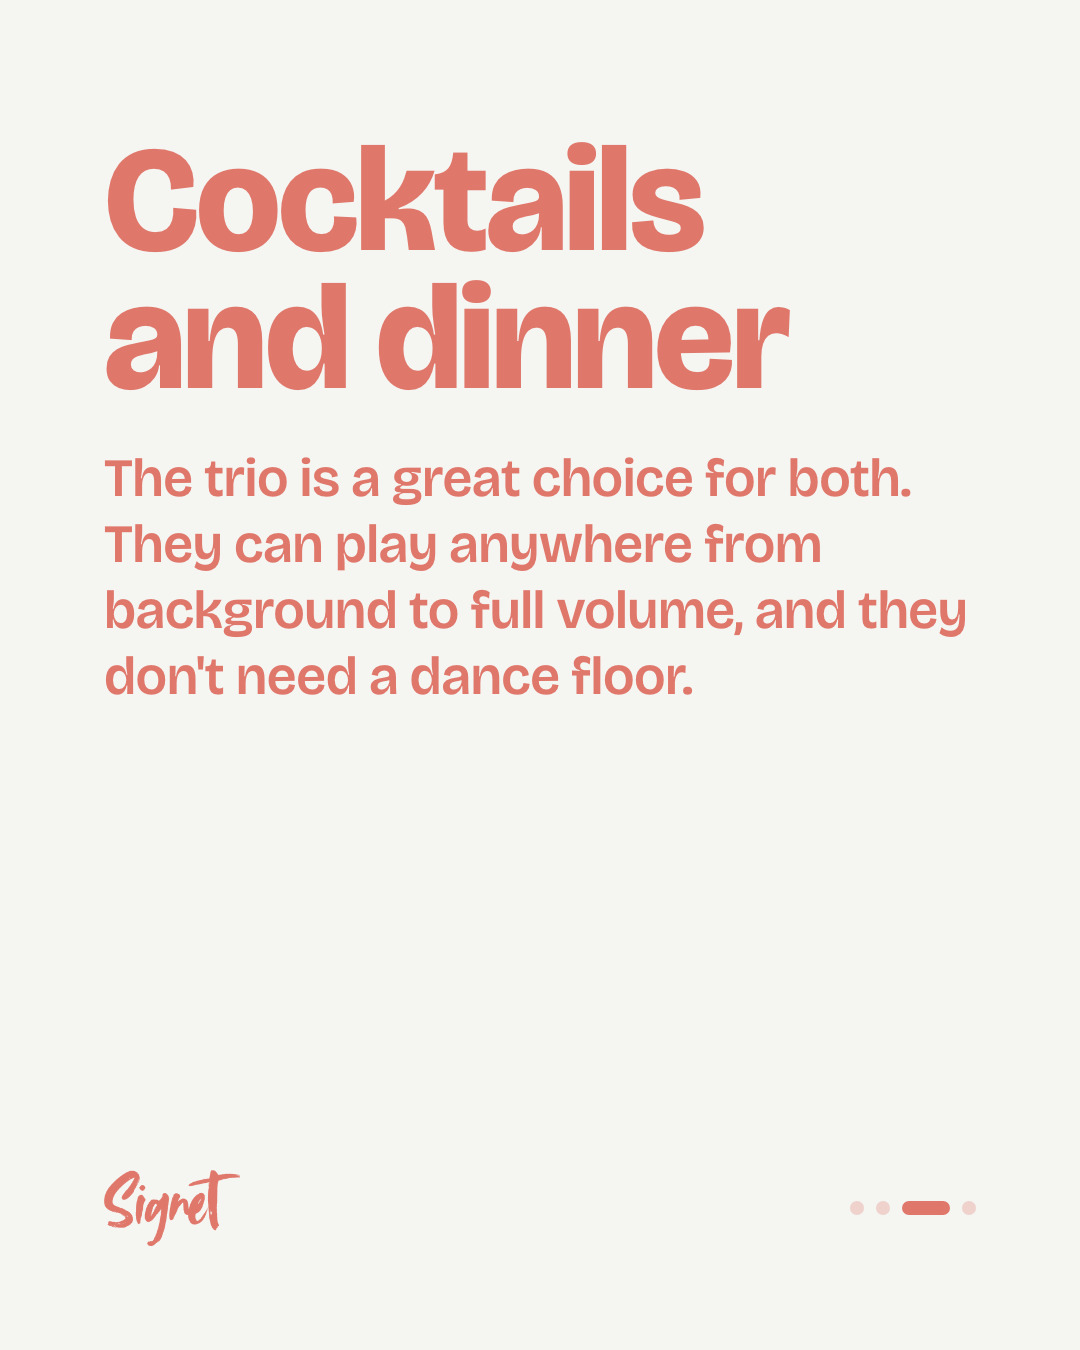 Cocktails
and dinner
The trio is a great choice for both.
They can play anywhere from
background to full volume, and they
don't need a dance floor.
Signet